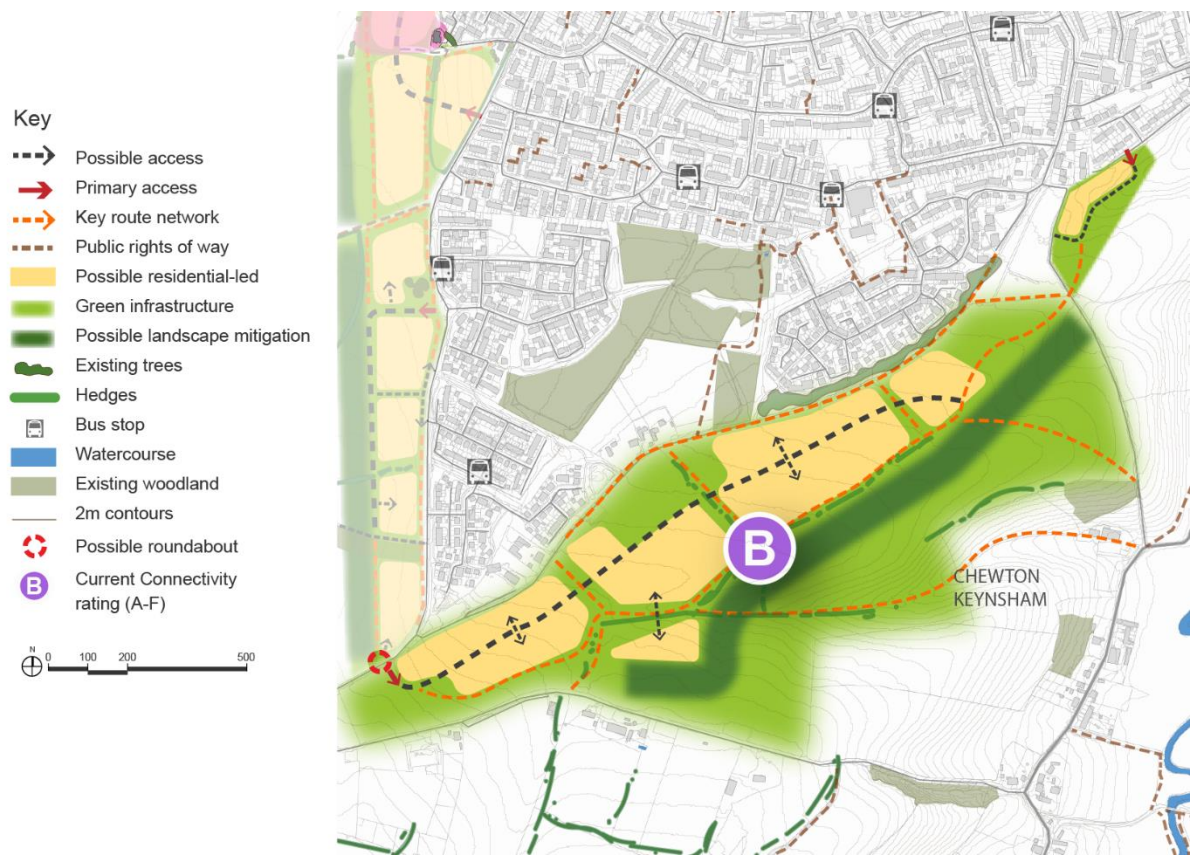 Key
Possible access
Primary access
Key route network
Public rights of way
Possible residential-led
Green infrastructure
Possible landscape mitigation
Existing trees
Hedges
Bus stop
Watercourse
Existing woodland
2m contours
Possible roundabout
B
Current Connectivity
rating (A-F)
N
0 100 200 500
B
CHEWTON
KEYNSHAM